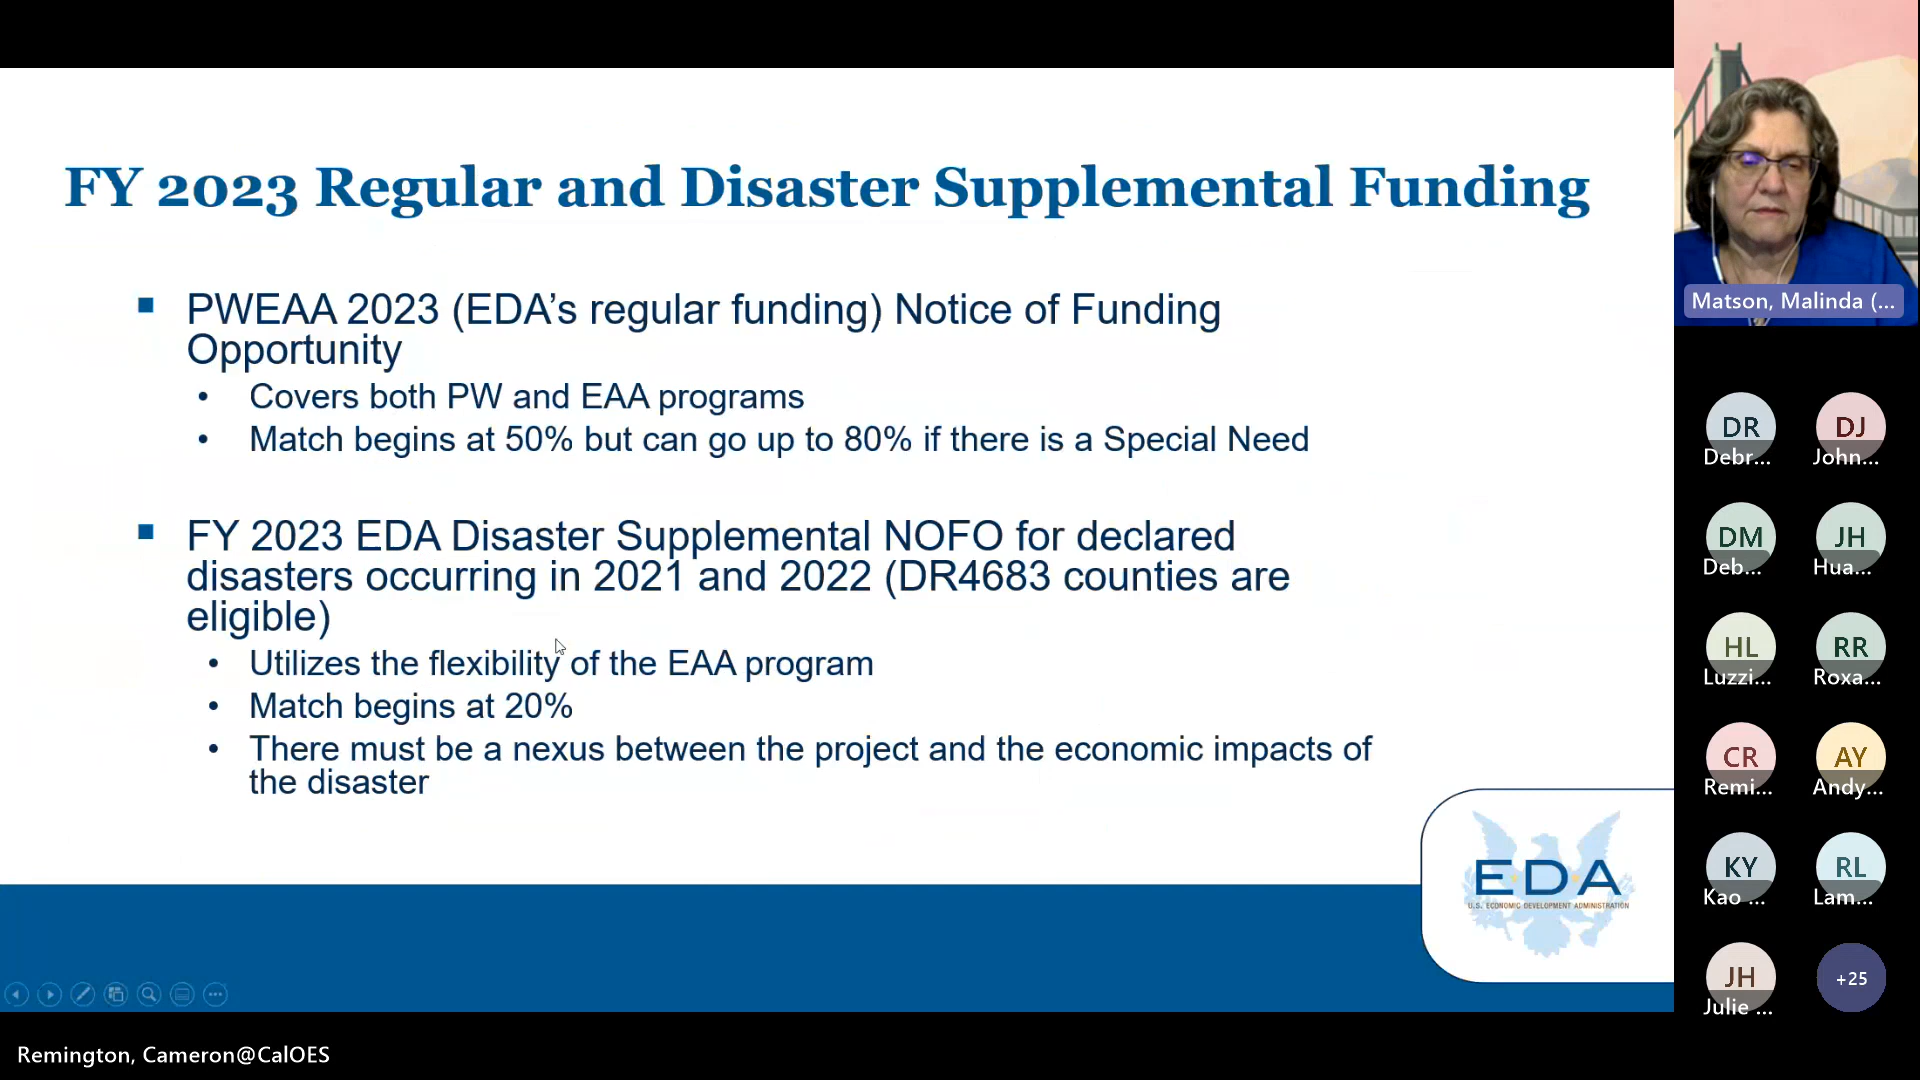 FY 2023 Regular and Disaster Supplemental Funding
PWEAA 2023 (EDA's regular funding) Notice of Funding
Opportunity
Covers both PW and EAA programs
Match begins at 50% but can go up to 80% if there is a Special Need
FY 2023 EDA Disaster Supplemental NOFO for declared
disasters occurring in 2021 and 2022 (DR4683 counties are
eligible)
Utilizes the flexibility of the EAA program
Match begins at 20%
There must be a nexus between the project and the economic impacts of
the disaster
EDA
U.S. ECONOMIC DEVELOPMENT ADMINISTRATION
Matson, Malinda (...
DR
Debr...
DJ
John...
DM
Deb...
JH
Hua...
HL
Luzzi...
RR
Roxa...
CR
Remi...
AY
Andy...
KY
Kao ...
RL
Lam...
JH
Julie ...
+25
Remington, Cameron@CalOES